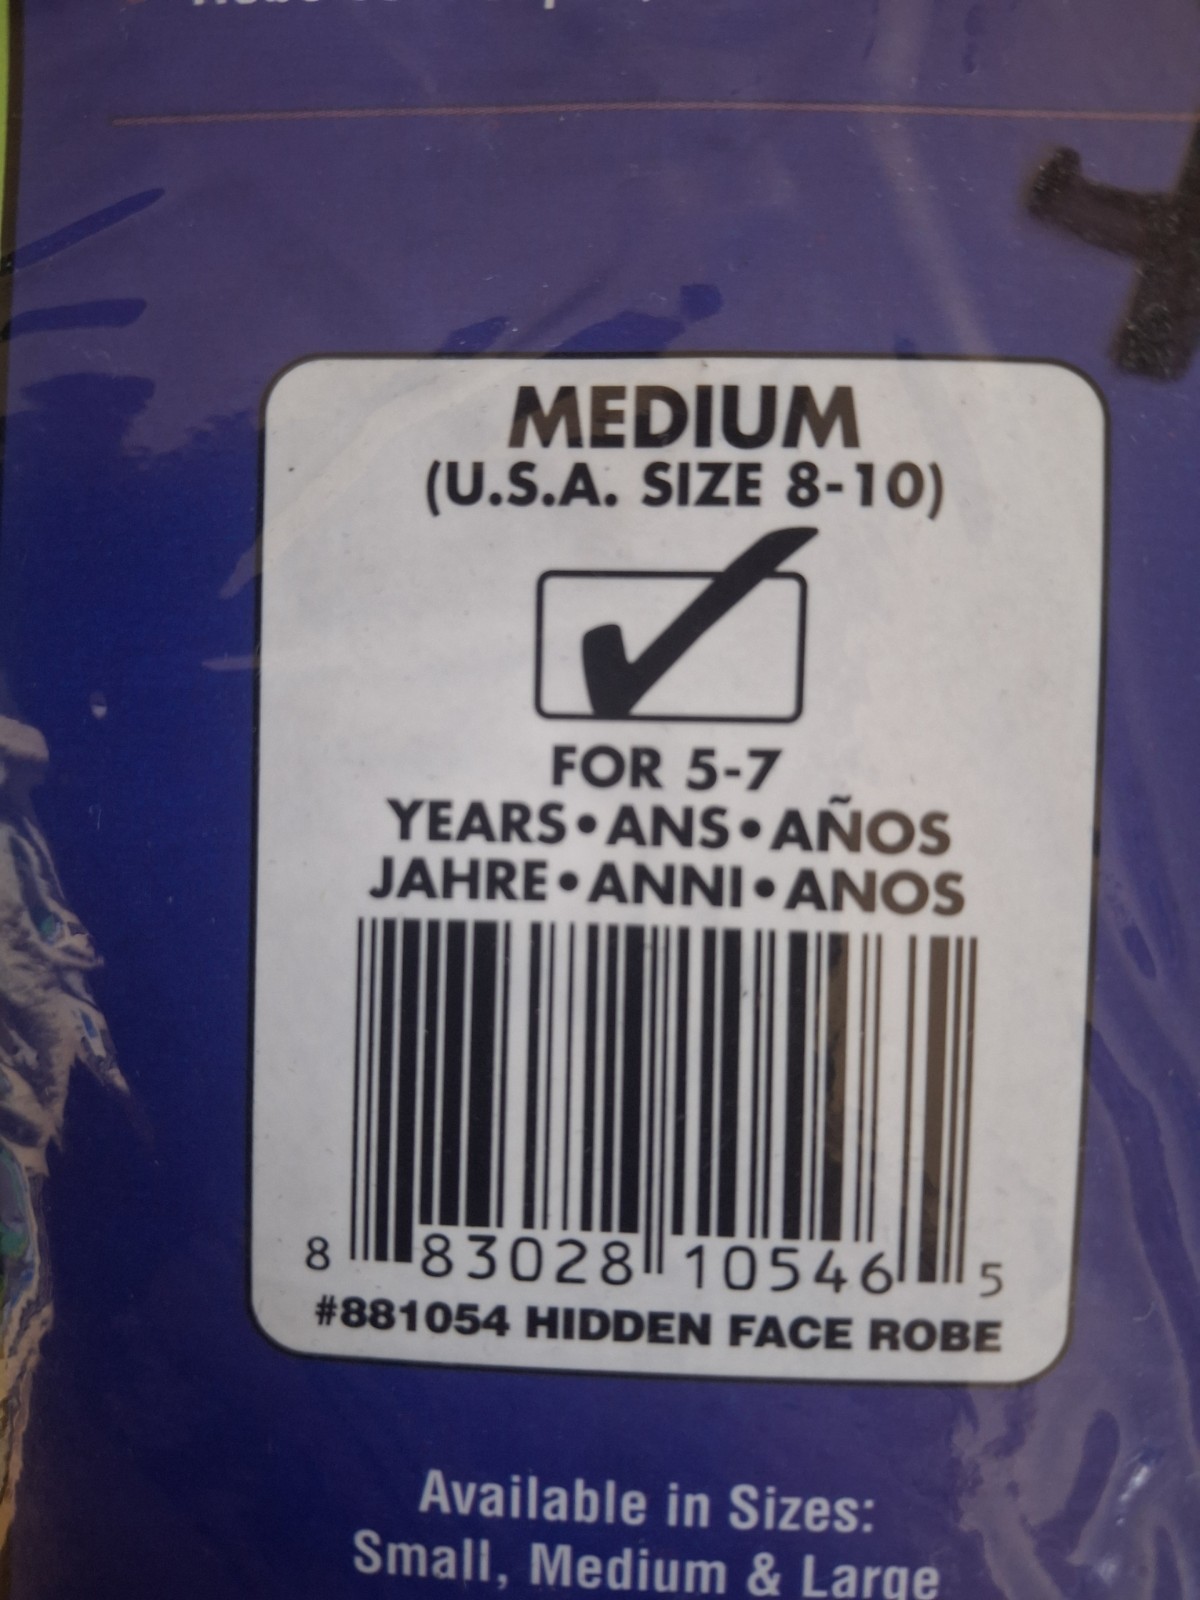 MEDIUM
(U.S.A. SIZE 8-10)
FOR 5-7
YEARS•ANS•AÑOS
JAHRE•ANNI•ANOS
8 83028 10546 5
#881054 HIDDEN FACE ROBE
Available in Sizes:
Small, Medium & Large